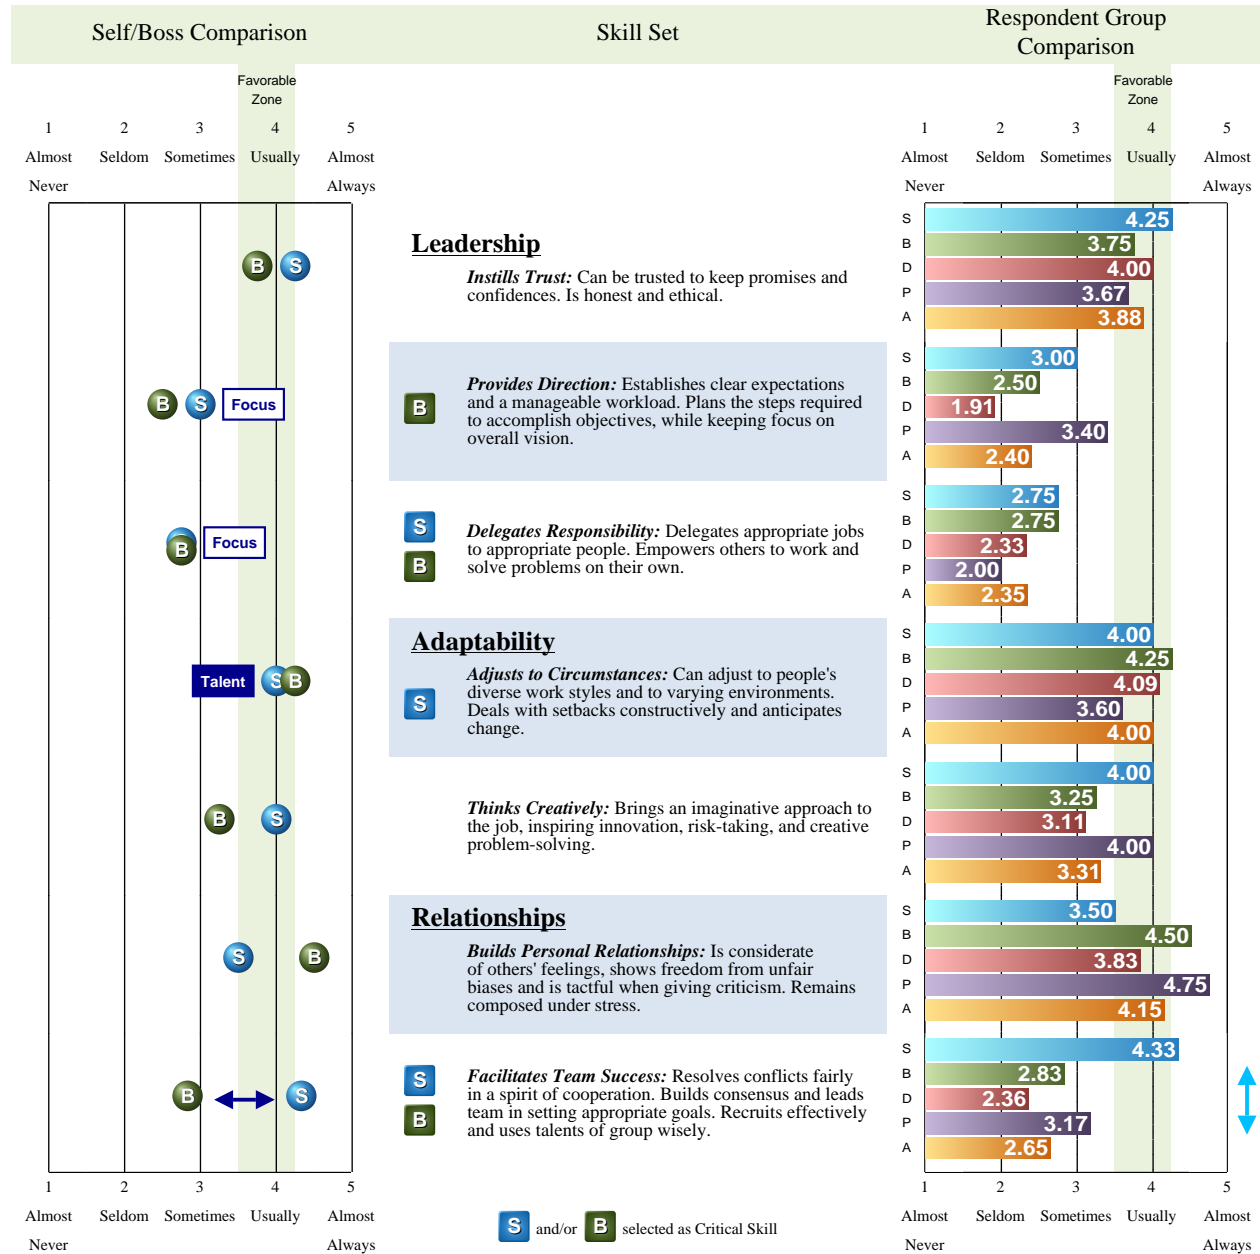 Self/Boss Comparison
Skill Set
Respondent Group
Comparison
Favorable
Zone
1 2 3 4 5
Almost Seldom Sometimes Usually Almost
Never Always
Favorable
Zone
1 2 3 4 5
Almost Seldom Sometimes Usually Almost
Never Always
Leadership
B S
Instills Trust: Can be trusted to keep promises and
confidences. Is honest and ethical.
S 4.25
B 3.75
D 4.00
P 3.67
A 3.88
B S Focus
B
Provides Direction: Establishes clear expectations
and a manageable workload. Plans the steps required
to accomplish objectives, while keeping focus on
overall vision.
S 3.00
B 2.50
D 1.91
P 3.40
A 2.40
B Focus
S
B
Delegates Responsibility: Delegates appropriate jobs
to appropriate people. Empowers others to work and
solve problems on their own.
S 2.75
B 2.75
D 2.33
P 2.00
A 2.35
Adaptability
Talent S B
S
Adjusts to Circumstances: Can adjust to people's
diverse work styles and to varying environments.
Deals with setbacks constructively and anticipates
change.
S 4.00
B 4.25
D 4.09
P 3.60
A 4.00
B S
Thinks Creatively: Brings an imaginative approach to
the job, inspiring innovation, risk-taking, and creative
problem-solving.
S 4.00
B 3.25
D 3.11
P 4.00
A 3.31
Relationships
S B
Builds Personal Relationships: Is considerate
of others' feelings, shows freedom from unfair
biases and is tactful when giving criticism. Remains
composed under stress.
S 3.50
B 4.50
D 3.83
P 4.75
A 4.15
B S
S
B
Facilitates Team Success: Resolves conflicts fairly
in a spirit of cooperation. Builds consensus and leads
team in setting appropriate goals. Recruits effectively
and uses talents of group wisely.
S 4.33
B 2.83
D 2.36
P 3.17
A 2.65
1 2 3 4 5
Almost Seldom Sometimes Usually Almost
Never Always
S and/or B selected as Critical Skill
1 2 3 4 5
Almost Seldom Sometimes Usually Almost
Never Always